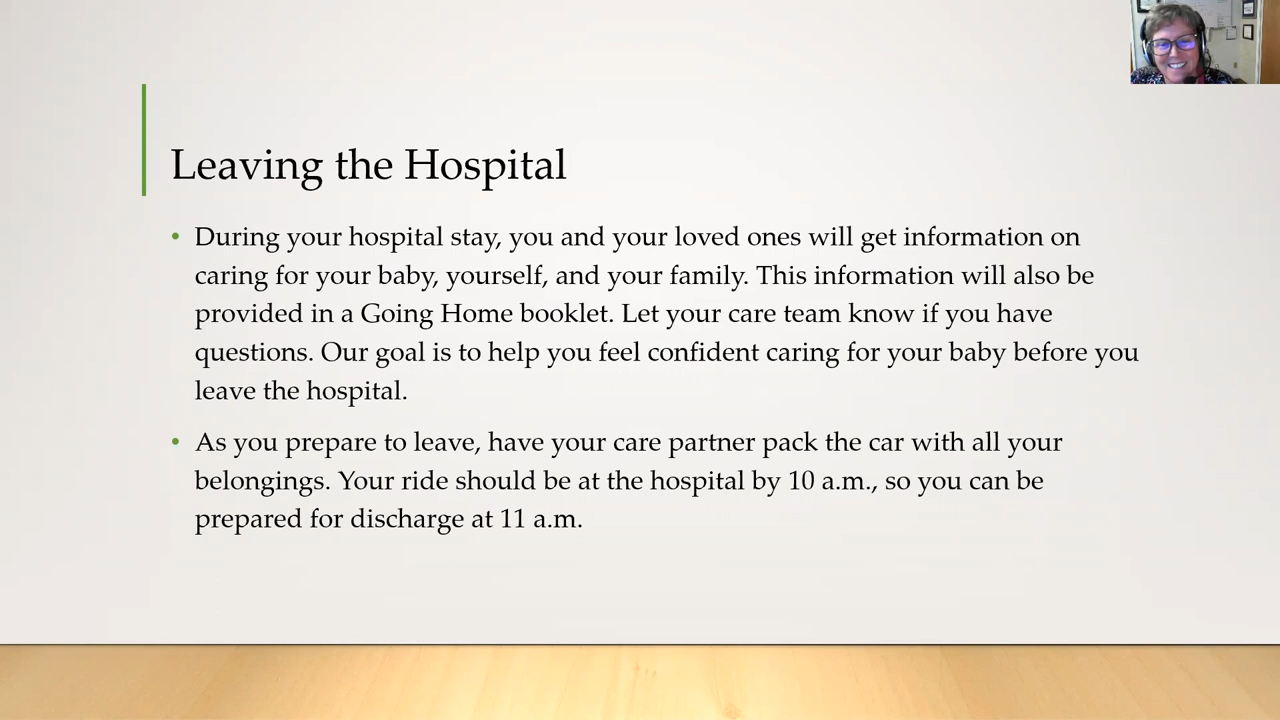 Leaving the Hospital
• During your hospital stay, you and your loved ones will get information on
caring for your baby, yourself, and your family. This information will also be
provided in a Going Home booklet. Let your care team know if you have
questions. Our goal is to help you feel confident caring for your baby before you
leave the hospital.
• As you prepare to leave, have your care partner pack the car with all your
belongings. Your ride should be at the hospital by 10 a.m., so you can be
prepared for discharge at 11 a.m.